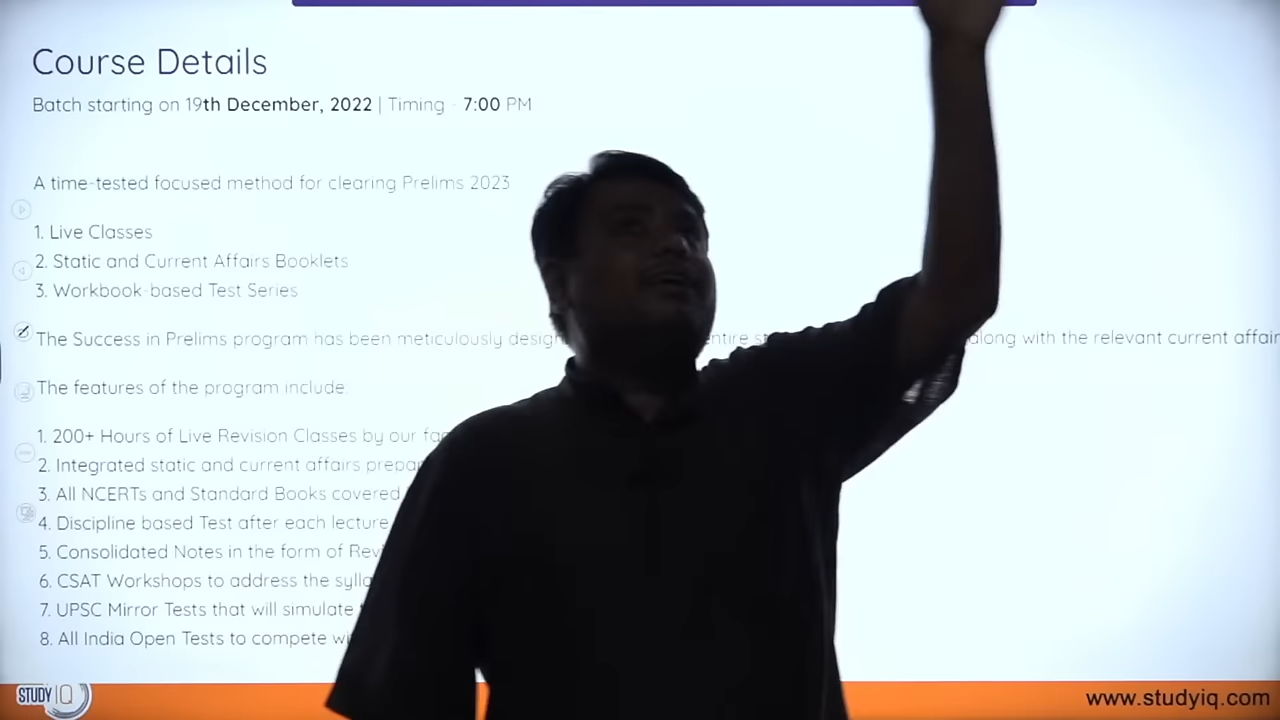 Course Details
Batch starting on 19th December, 2022 | Timing - 7:00 PM
A time-tested focused method for clearing Prelims 2023
1. Live Classes
2. Static and Current Affairs Booklets
3. Workbook-based Test Series
The Success in Prelims program has been meticulously along with the relevant current
The features of the program include
1. 200+ Hours of Live Revision Classes by our
2. Integrated static and current affairs
3. All NCERTs and Standard Books covered
4. Discipline based Test after each lecture
5. Consolidated Notes in the form of
6. CSAT Workshops to address the
7. UPSC Mirror Tests that will simulate
8. All India Open Tests to compete
STUDY IQ
www.studyiq.com